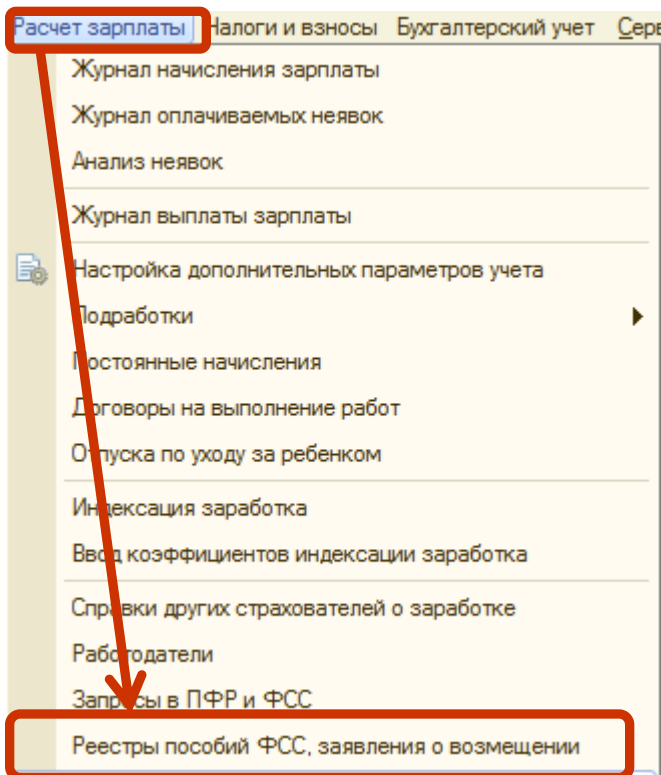 Расчет зарплаты Налоги и взносы Бухгалтерский учет Серв
Журнал начисления зарплаты
Журнал оплачиваемых неявок
Анализ неявок
Журнал выплаты зарплаты
Настройка дополнительных параметров учета
Подработки
Постоянные начисления
Договоры на выполнение работ
Отпуска по уходу за ребенком
Индексация заработка
Ввод коэффициентов индексации заработка
Справки других страхователей о заработке
Работодатели
Запросы в ПФР и ФСС
Реестры пособий ФСС, заявления о возмещении